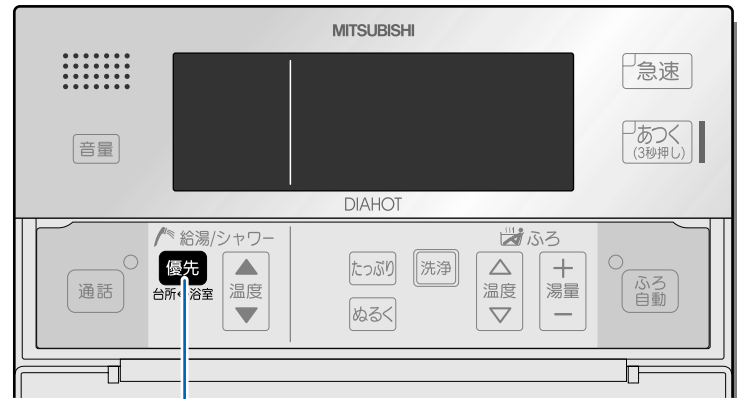 MITSUBISHI
急速
音量
あつく
(3秒押し)
DIAHOT
給湯/シャワー
ふろ
通話
優先
台所⇔浴室
温度
たっぷり
洗浄
ぬるく
温度
湯量
ふろ
自動